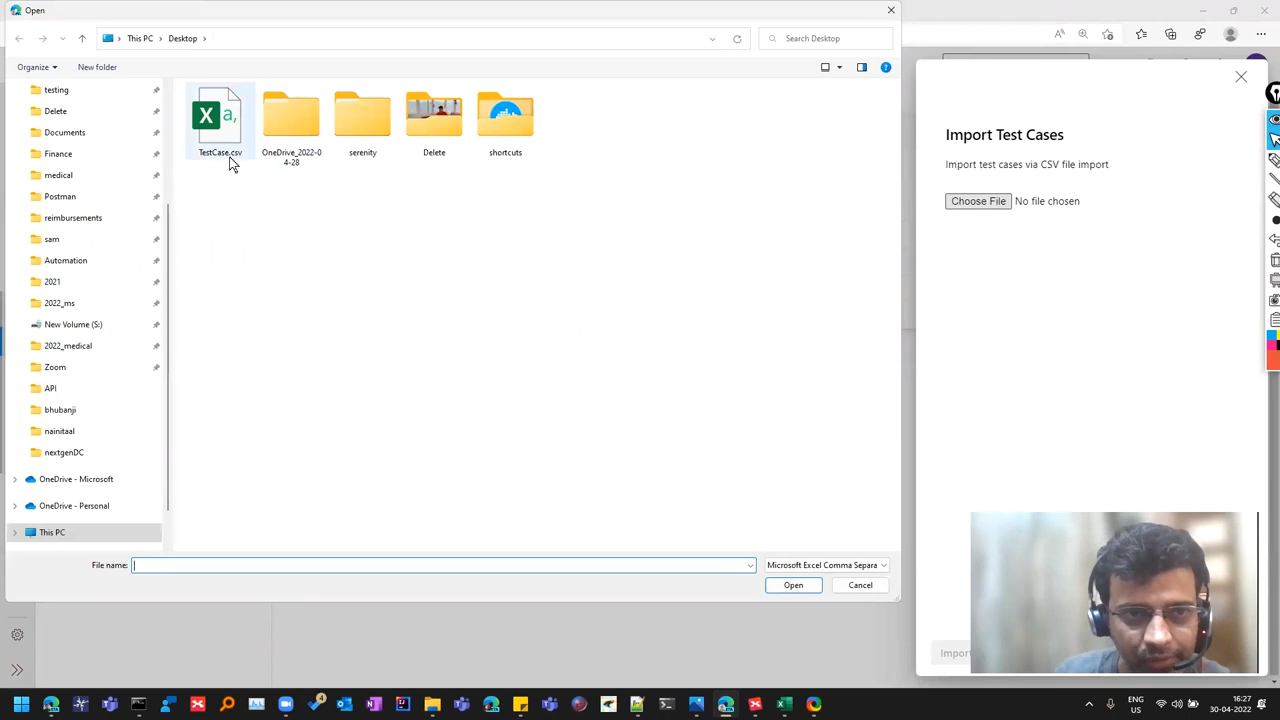 Open
This PC
Desktop
Search Desktop
Organize
New folder
testing
Delete
Documents
Finance
medical
Postman
reimbursements
sam
Automation
2021
2022_ms
New Volume (S:)
2022_medical
Zoom
API
bhubanji
nainitaal
nextgenDC
OneDrive - Microsoft
OneDrive - Personal
This PC
X
a,
TestCase.csv
OneDrive_2022-0
4-28
serenity
Delete
shortcuts
File name:
Microsoft Excel Comma Separa
Open
Cancel
Import Test Cases
Import test cases via CSV file import
Choose File
No file chosen
Import
ENG
US
16:27
30-04-2022